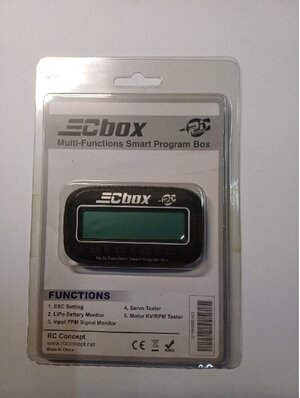 ECbox
Multi-Functions Smart Program Box
ECbox
Multi-Functions Smart Program Box
FUNCTIONS
1. ESC Setting
2. LiPo Battery Monitor
3. Input PPM Signal Monitor
4. Servo Tester
5. Motor KV/RPM Tester
RC Concept
www.rcconcept.net
Made in China
CE
RoHS